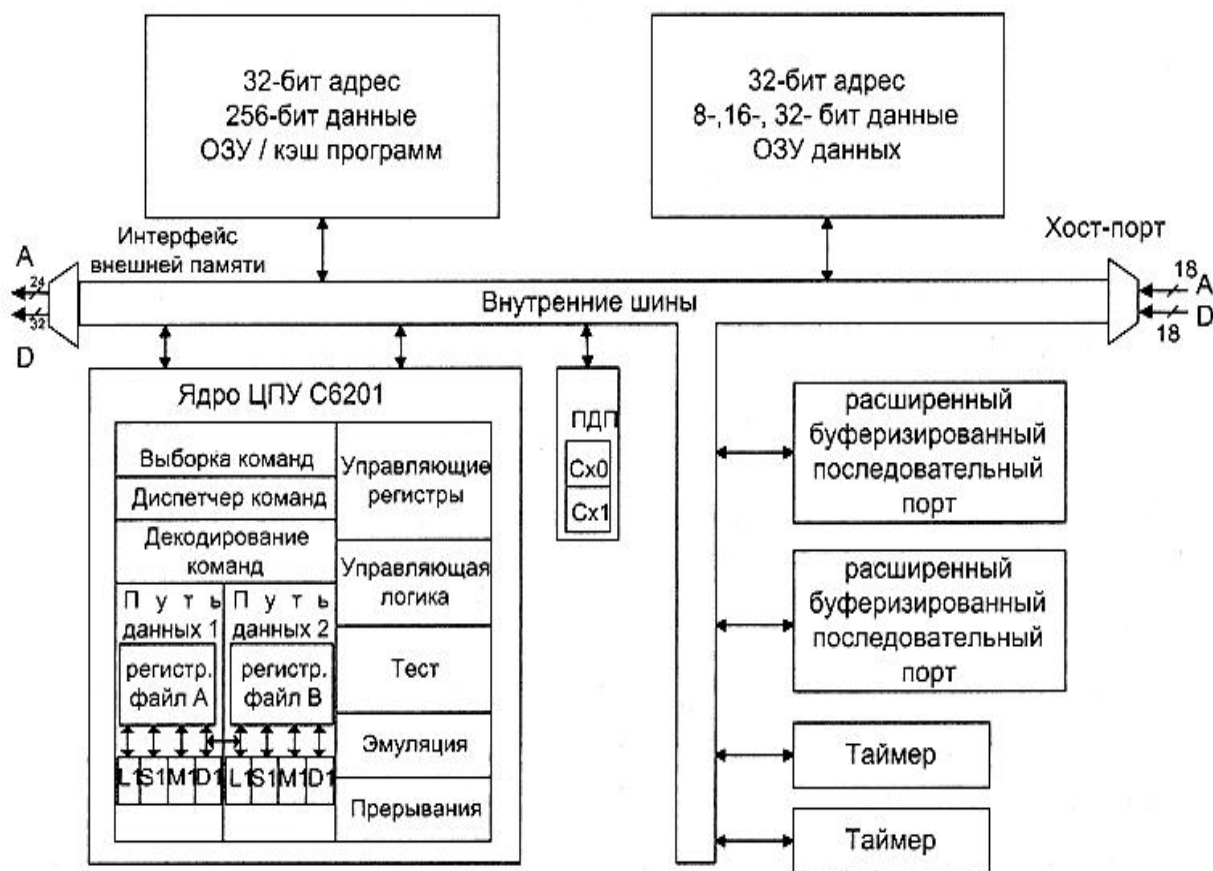 32-бит адрес
256-бит данные
ОЗУ / кэш программ
32-бит адрес
8-,16-, 32- бит данные
ОЗУ данных
Интерфейс
внешней памяти
Хост-порт
A
24
32
D
Внутренние шины
18
A
D
18
Ядро ЦПУ С6201
Выборка команд
Диспетчер команд
Декодирование
команд
П у т ь
данных 1
П у т ь
данных 2
регистр.
файл А
регистр.
файл В
L1 S1 M1 D1 L1 S1 M1 D1
Управляющие
регистры
Управляющая
логика
Тест
Эмуляция
Прерывания
ПДП
Сх0
Сх1
расширенный
буферизированный
последовательный
порт
расширенный
буферизированный
последовательный
порт
Таймер
Таймер